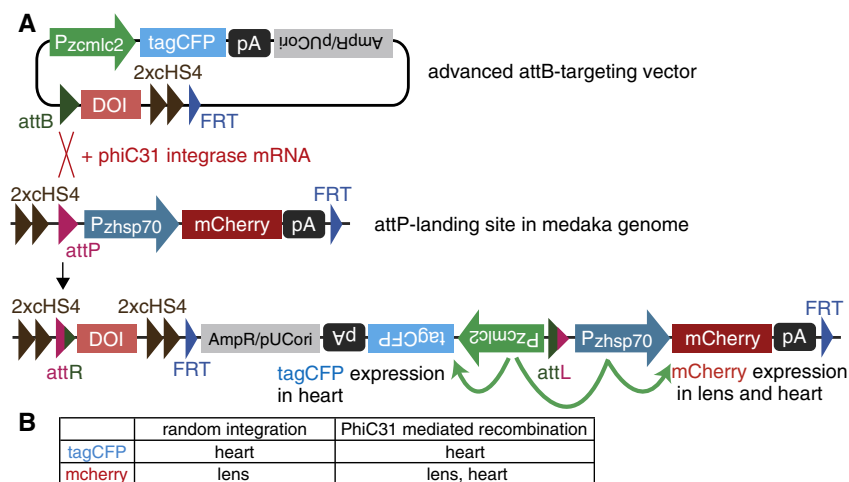 A
Pzcmlc2 tagCFP pA AmpR/pUCori
2xcHS4
advanced attB-targeting vector
DOI
attB FRT
+ phiC31 integrase mRNA
2xcHS4 FRT
Pzhsp70 mCherry pA attP-landing site in medaka genome
attP
2xcHS4 2xcHS4 FRT
DOI AmpR/pUCori pA tagCFP Pzcmlc2 Pzhsp70 mCherry pA
attR FRT tagCFP expression attL mCherry expression
in heart in lens and heart
B
random integration PhiC31 mediated recombination
tagCFP heart heart
mcherry lens lens, heart